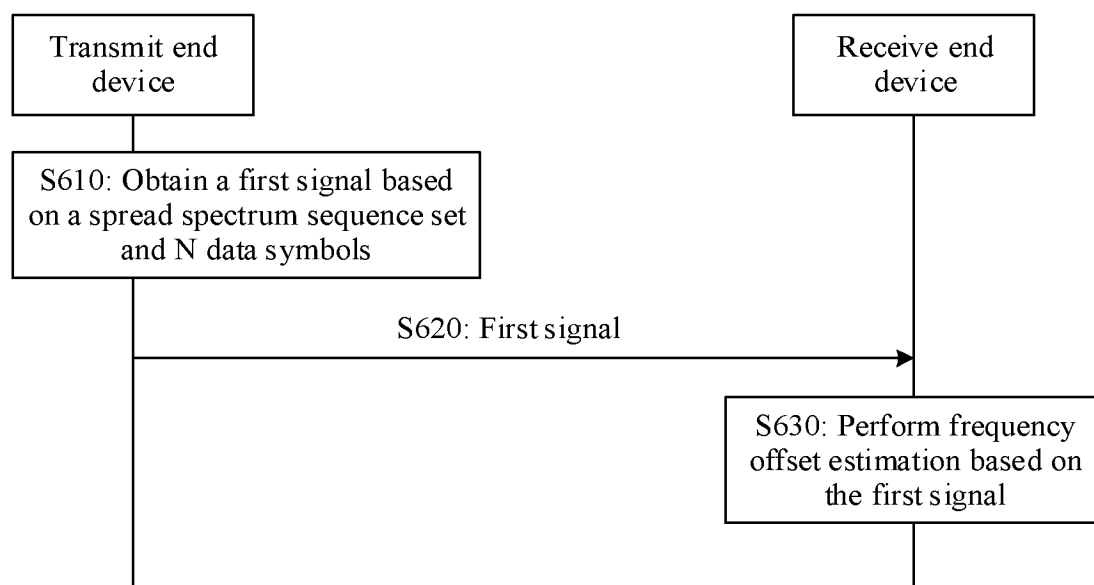 Transmit end
device
Receive end
device
S610: Obtain a first signal based
on a spread spectrum sequence set
and N data symbols
S620: First signal
S630: Perform frequency
offset estimation based on
the first signal